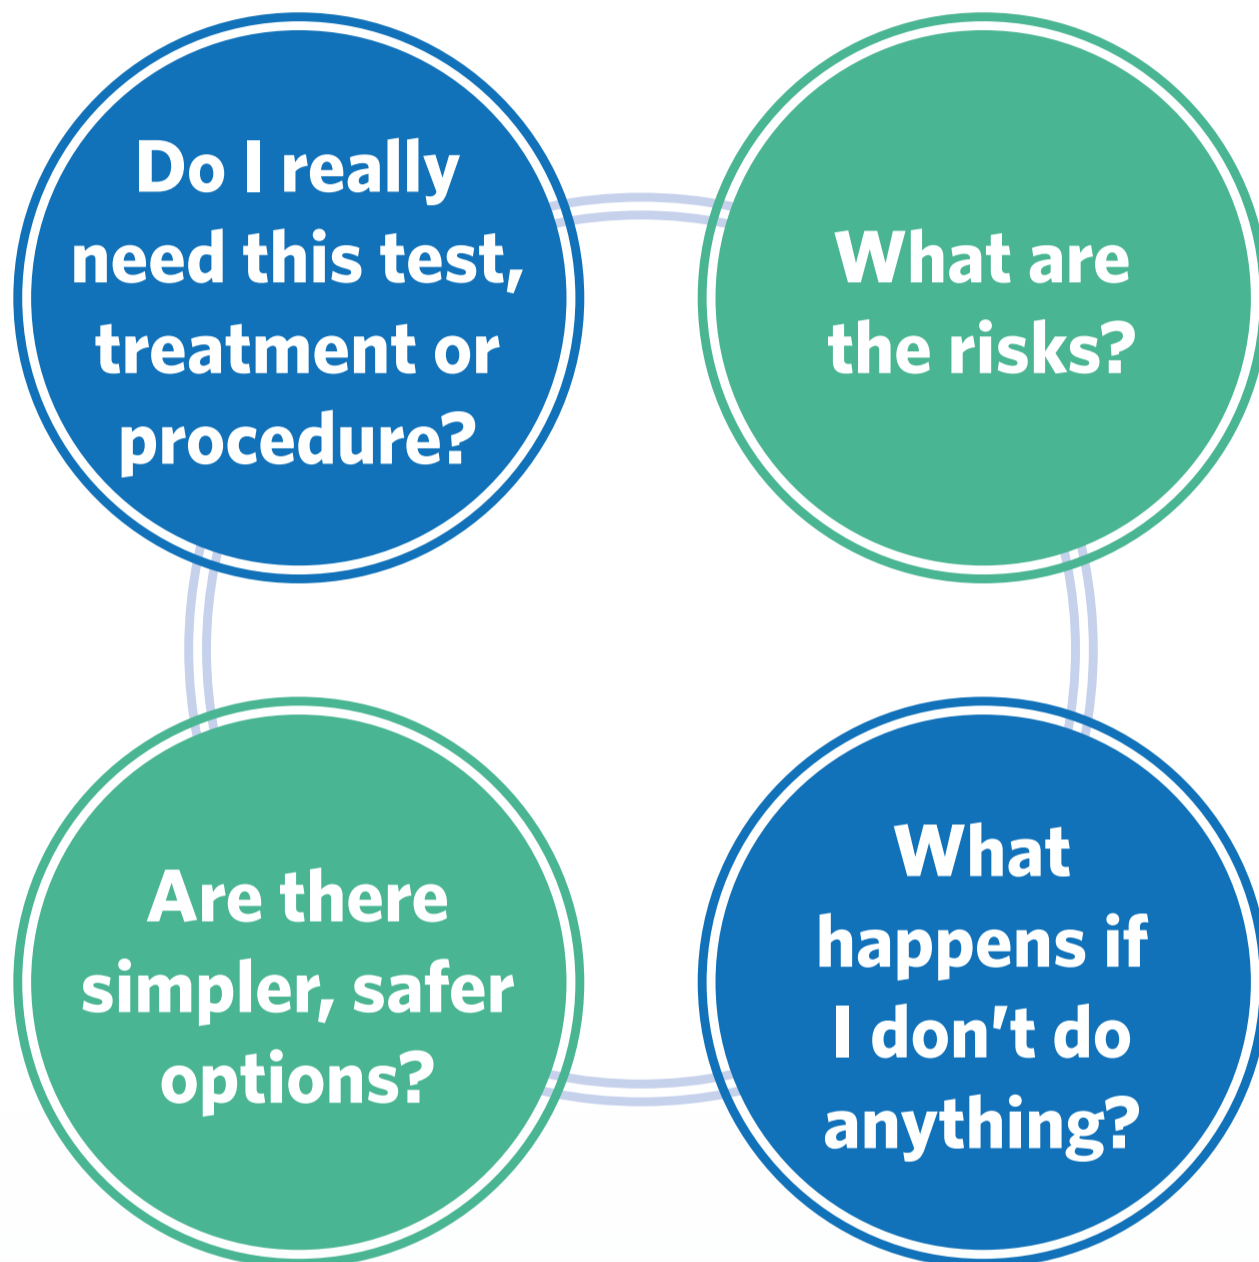 Do I really
need this test,
treatment or
procedure?
What are
the risks?
Are there
simpler, safer
options?
What
happens if
I don't do
anything?